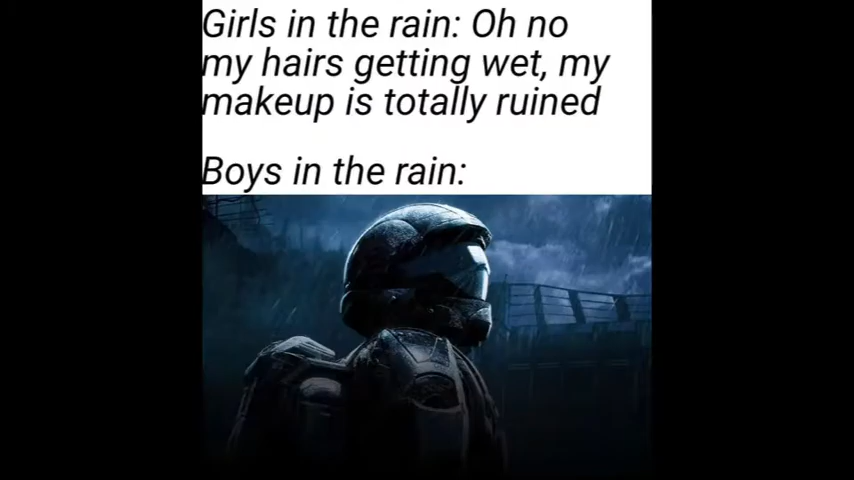 Girls in the rain: Oh no
my hairs getting wet, my
makeup is totally ruined
Boys in the rain: